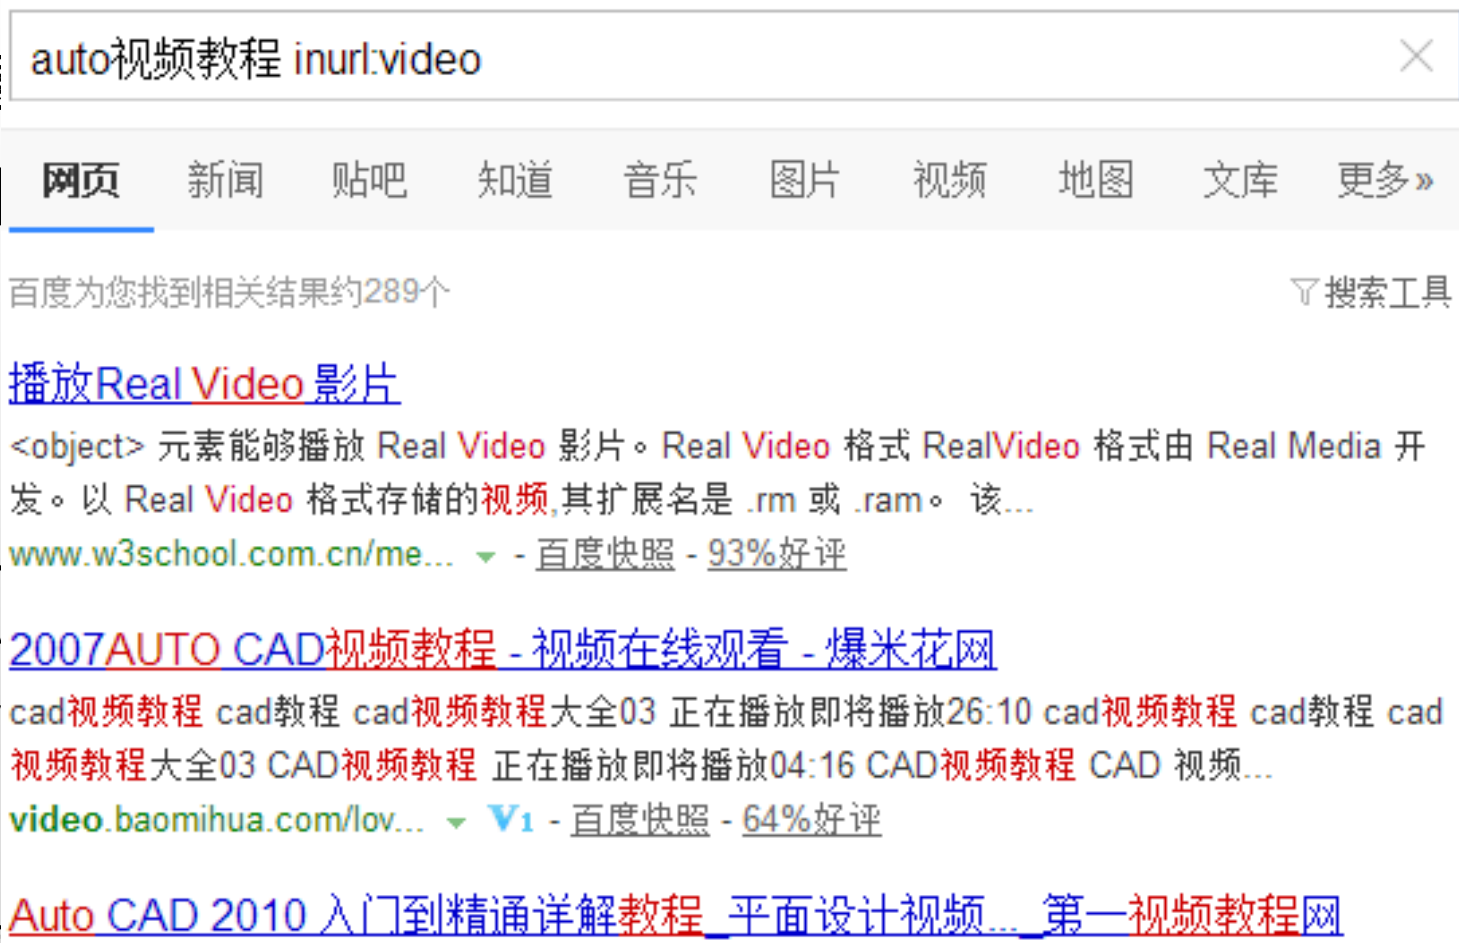 auto视频教程 inurl:video
网页 新闻 贴吧 知道 音乐 图片 视频 地图 文库 更多»
百度为您找到相关结果约289个 搜索工具
播放Real Video 影片
<object> 元素能够播放 Real Video 影片。Real Video 格式 RealVideo 格式由 Real Media 开
发。以 Real Video 格式存储的视频,其扩展名是 .rm 或 .ram。 该...
www.w3school.com.cn/me... - 百度快照 - 93%好评
2007AUTO CAD视频教程 - 视频在线观看 - 爆米花网
cad视频教程 cad教程 cad视频教程大全03 正在播放即将播放26:10 cad视频教程 cad教程 cad
视频教程大全03 CAD视频教程 正在播放即将播放04:16 CAD视频教程 CAD 视频...
video.baomihua.com/lov... V1 - 百度快照 - 64%好评
Auto CAD 2010 入门到精通详解教程_平面设计视频..._第一视频教程网